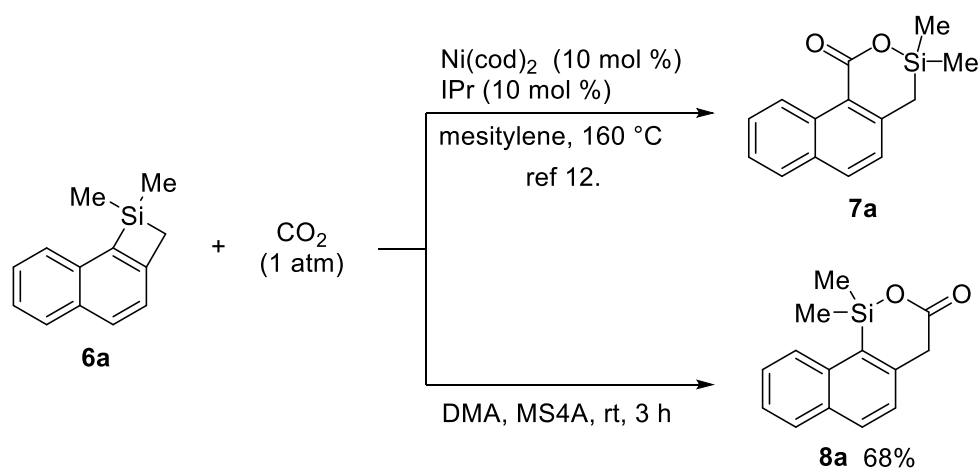 Ni(cod)2 (10 mol %)
IPr (10 mol %)
mesitylene, 160 °C
ref 12.
O
O
Si
Me
Me
7a
Me
Me
Si
6a
+
CO2
(1 atm)
DMA, MS4A, rt, 3 h
Me
Me
Si
O
O
8a 68%